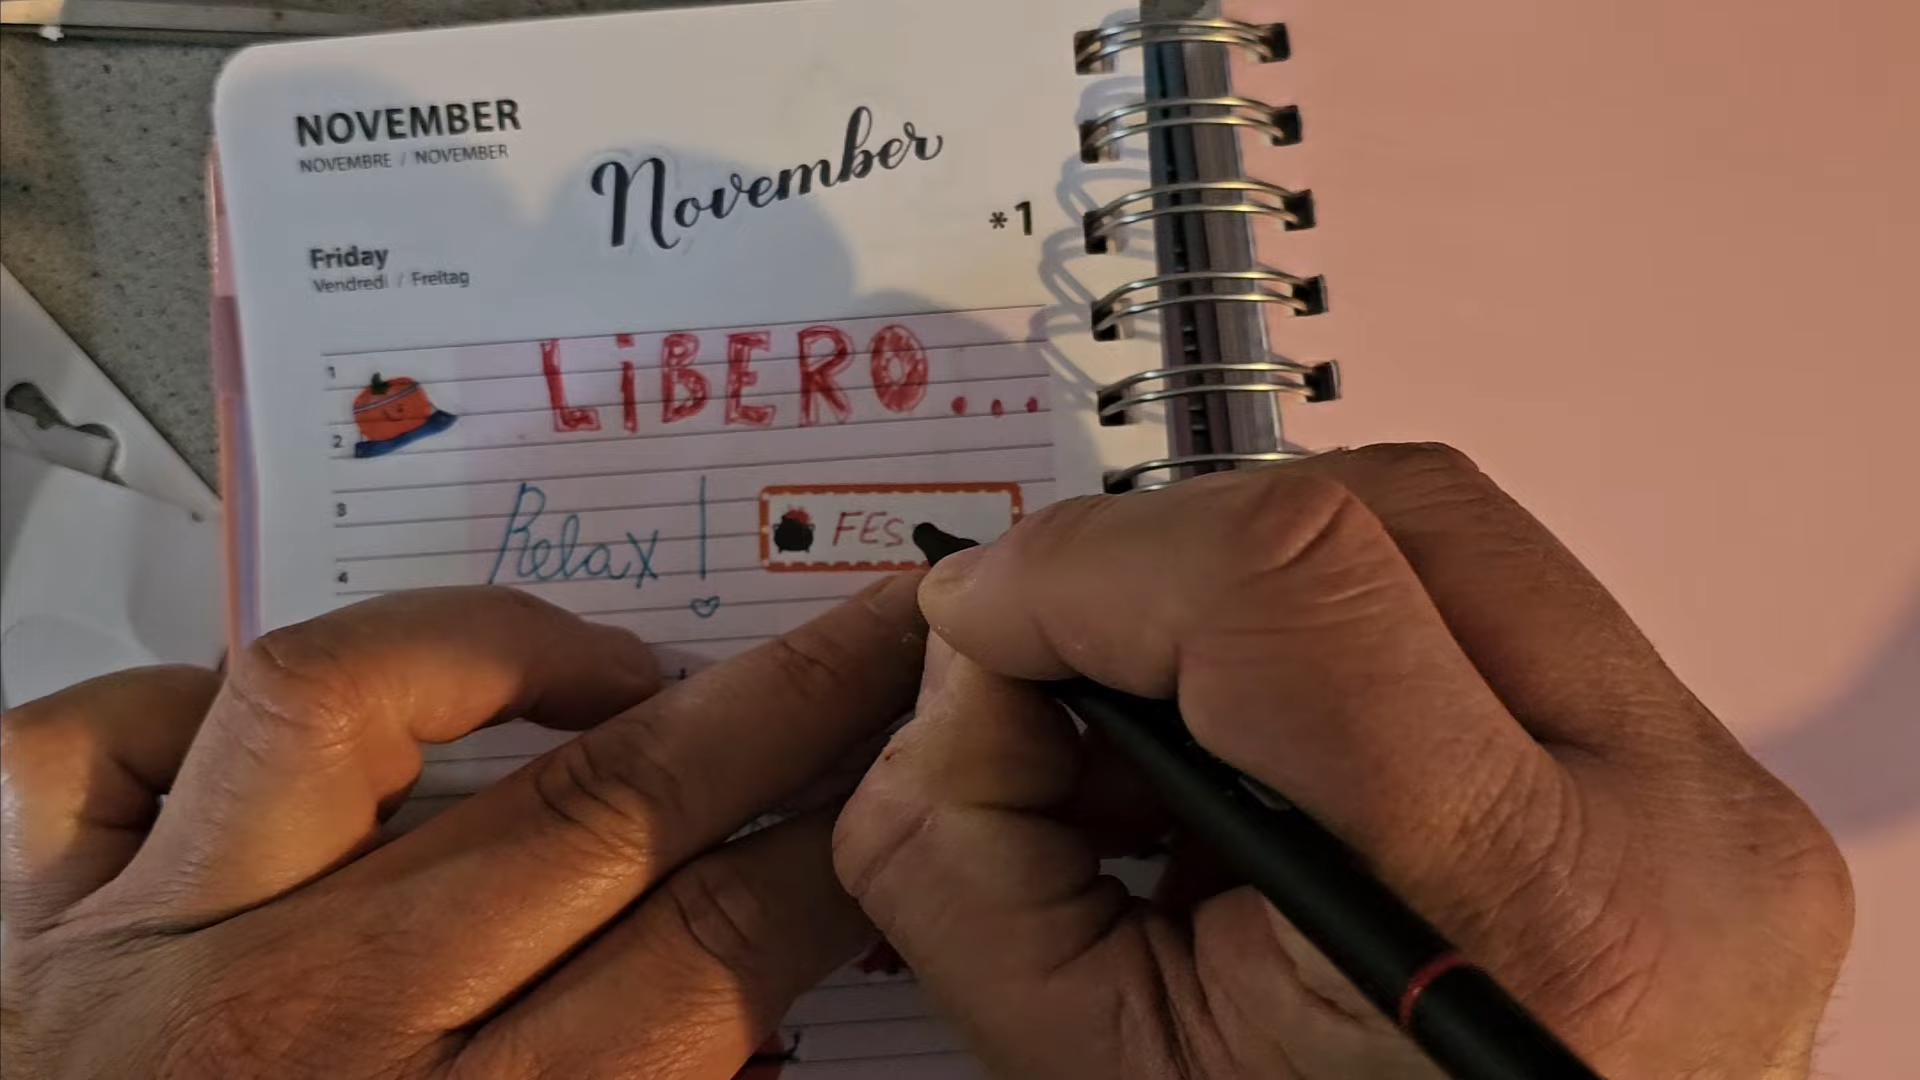 NOVEMBER
NOVEMBRE / NOVEMBER
November
*1
Friday
Vendredi / Freitag
1
LiBERO...
2
3
Relax!
FES
4